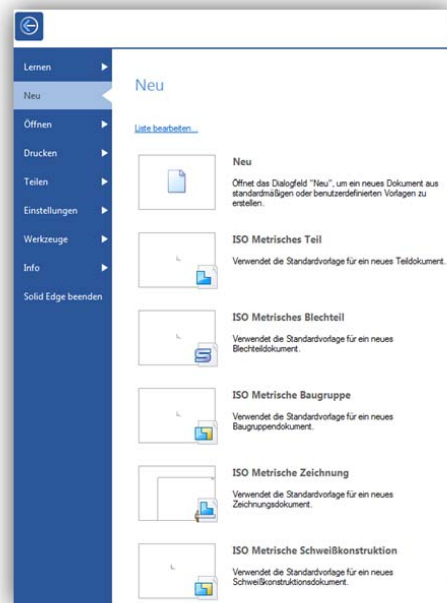 Lernen
Neu
Öffnen
Drucken
Teilen
Einstellungen
Werkzeuge
Info
Solid Edge beenden
Neu
Liste bearbeiten...
Neu
Öffnet das Dialogfeld "Neu", um ein neues Dokument aus
standardmäßigen oder benutzerdefinierten Vorlagen zu
erstellen.
ISO Metrisches Teil
Verwendet die Standardvorlage für ein neues Teildokument.
ISO Metrisches Blechteil
Verwendet die Standardvorlage für ein neues
Blechteildokument.
ISO Metrische Baugruppe
Verwendet die Standardvorlage für ein neues
Baugruppendokument.
ISO Metrische Zeichnung
Verwendet die Standardvorlage für ein neues
Zeichnungsdokument.
ISO Metrische Schweißkonstruktion
Verwendet die Standardvorlage für ein neues
Schweißkonstruktionsdokument.